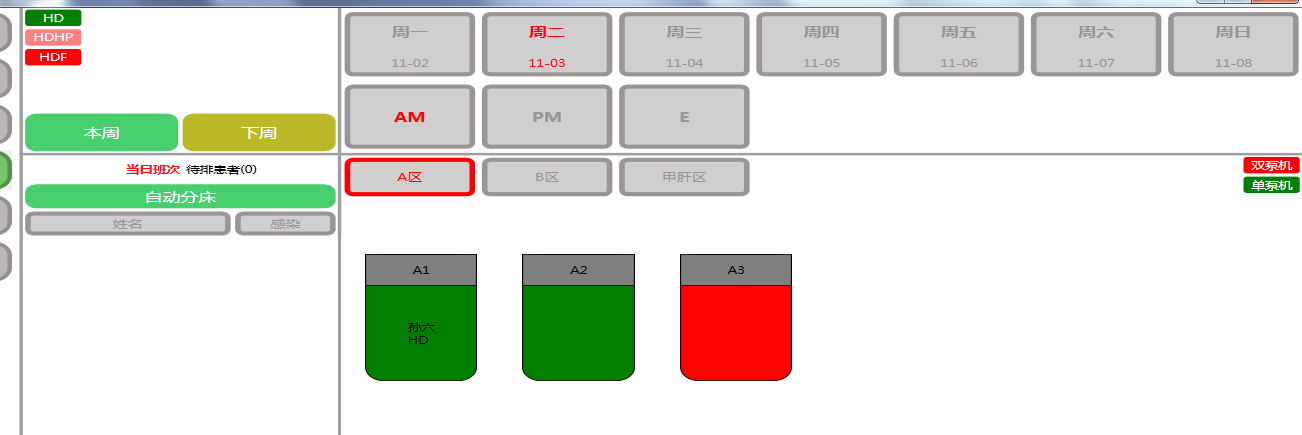 HD
HDHP
HDF
本周
下周
周一
11-02
周二
11-03
周三
11-04
周四
11-05
周五
11-06
周六
11-07
周日
11-08
AM
PM
E
当日班次 待排患者(0)
自动分床
姓名
感染
A区
B区
甲肝区
双泵机
单泵机
A1
孙六
HD
A2
A3